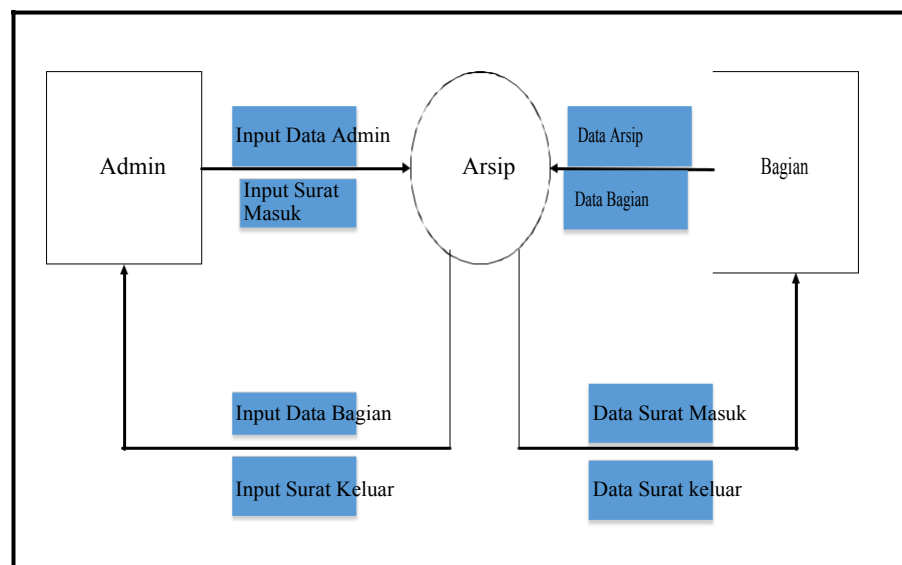 Input Data Admin
Data Arsip
Admin
Arsip
Bagian
Input Surat
Masuk
Data Bagian
Input Data Bagian
Data Surat Masuk
Input Surat Keluar
Data Surat keluar